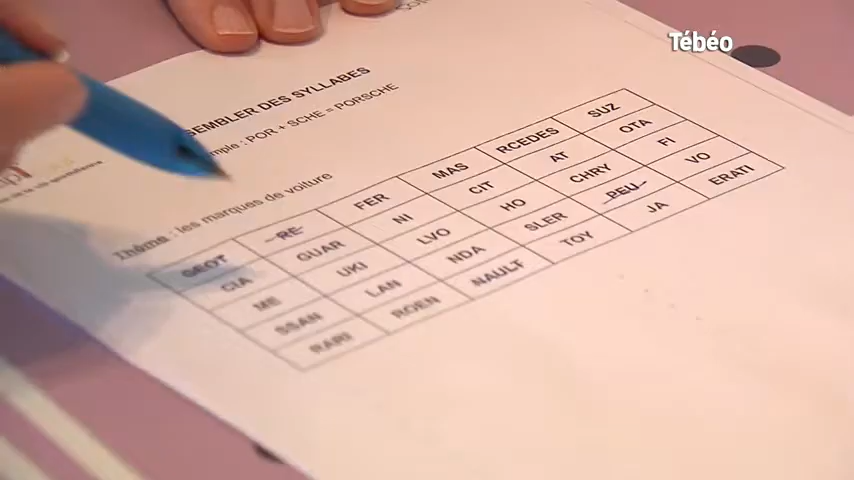 Tébéo
SEMBLER DES SYLLABES
mple : POR + SCHE = PORSCHE
Thème : les marques de voiture
GEOT RE FER MAS RCEDES SUZ
CIA GUAR NI CIT AT OTA
ME UKI LVO HO CHRY FI
SSAN LAN NDA SLER PEU VO
RARI ROEN NAULT TOY JA ERATI